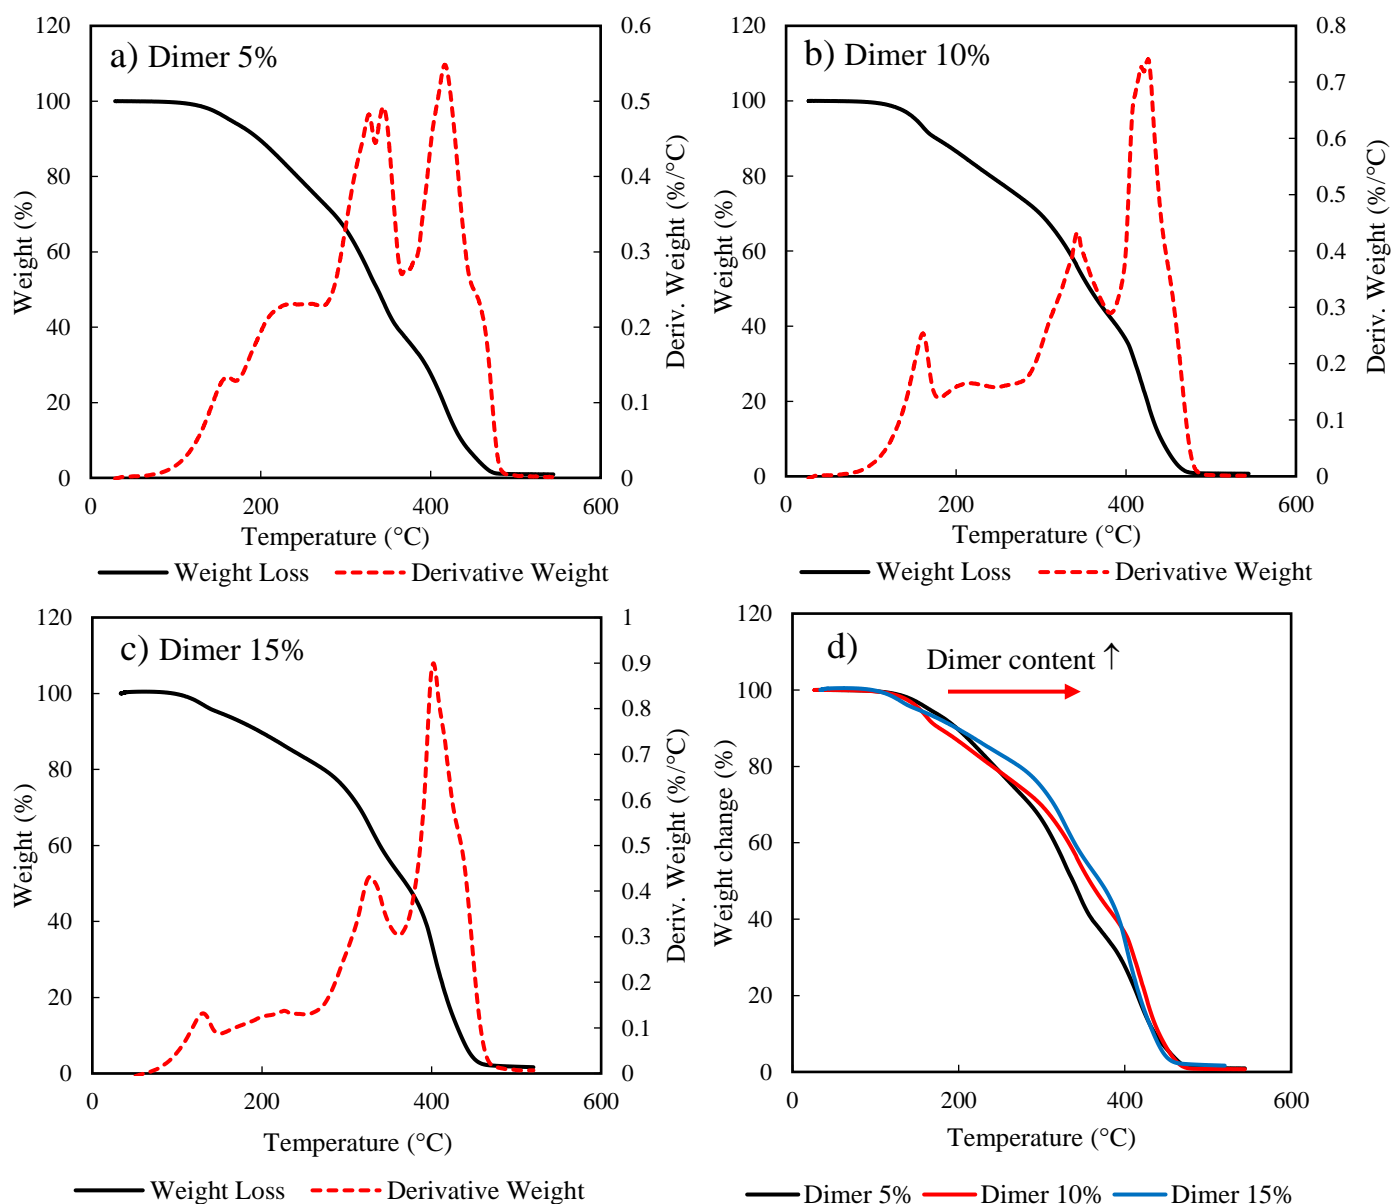 a) Dimer 5%
120
100
80
60
40
20
0
0.6
0.5
0.4
0.3
0.2
0.1
0
0
200
400
600
Weight (%)
Deriv. Weight (%/°C)
Temperature (°C)
Weight Loss
Derivative Weight
b) Dimer 10%
120
100
80
60
40
20
0
0.8
0.7
0.6
0.5
0.4
0.3
0.2
0.1
0
0
200
400
600
Weight (%)
Deriv. Weight (%/°C)
Temperature (°C)
Weight Loss
Derivative Weight
c) Dimer 15%
120
100
80
60
40
20
0
1
0.9
0.8
0.7
0.6
0.5
0.4
0.3
0.2
0.1
0
0
200
400
600
Weight (%)
Deriv. Weight (%/°C)
Temperature (°C)
Weight Loss
Derivative Weight
d)
Dimer content ↑
120
100
80
60
40
20
0
0
200
400
600
Weight change (%)
Temperature (°C)
Dimer 5%
Dimer 10%
Dimer 15%